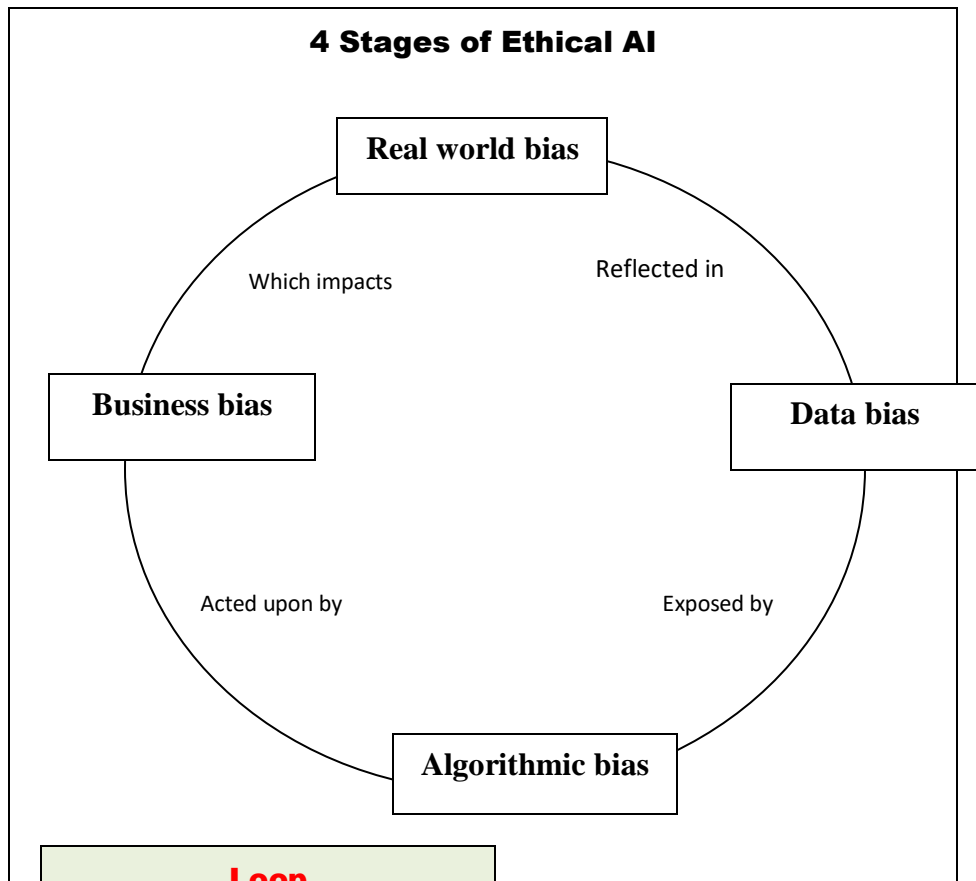 4 Stages of Ethical AI
Real world bias
Which impacts
Reflected in
Business bias
Data bias
Acted upon by
Exposed by
Algorithmic bias
Loop